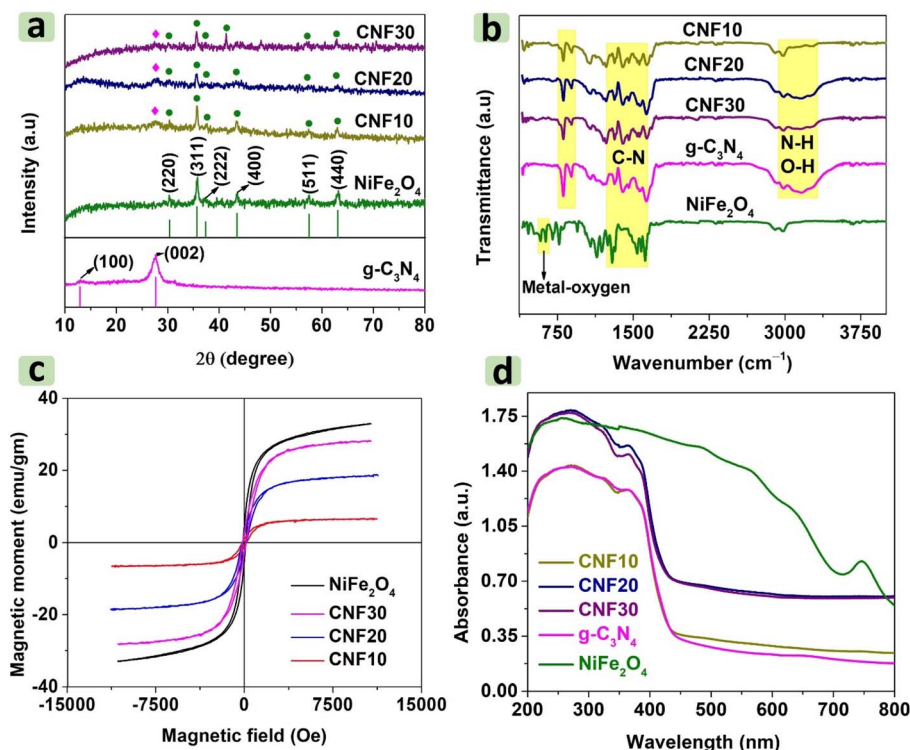 a
Intensity (a.u)
CNF30
CNF20
CNF10
(220)
(311)
(222)
(400)
(511)
(440)
NiFe₂O₄
(100)
(002)
g-C₃N₄
10 20 30 40 50 60 70 80
2θ (degree)
b
Transmittance (a.u)
CNF10
CNF20
CNF30
g-C₃N₄
NiFe₂O₄
C-N
N-H
O-H
Metal-oxygen
750 1500 2250 3000 3750
Wavenumber (cm⁻¹)
c
Magnetic moment (emu/gm)
40
20
0
-20
-40
NiFe₂O₄
CNF30
CNF20
CNF10
-15000 -7500 0 7500 15000
Magnetic field (Oe)
d
Absorbance (a.u.)
1.75
1.40
1.05
0.70
0.35
0.00
CNF10
CNF20
CNF30
g-C₃N₄
NiFe₂O₄
200 300 400 500 600 700 800
Wavelength (nm)